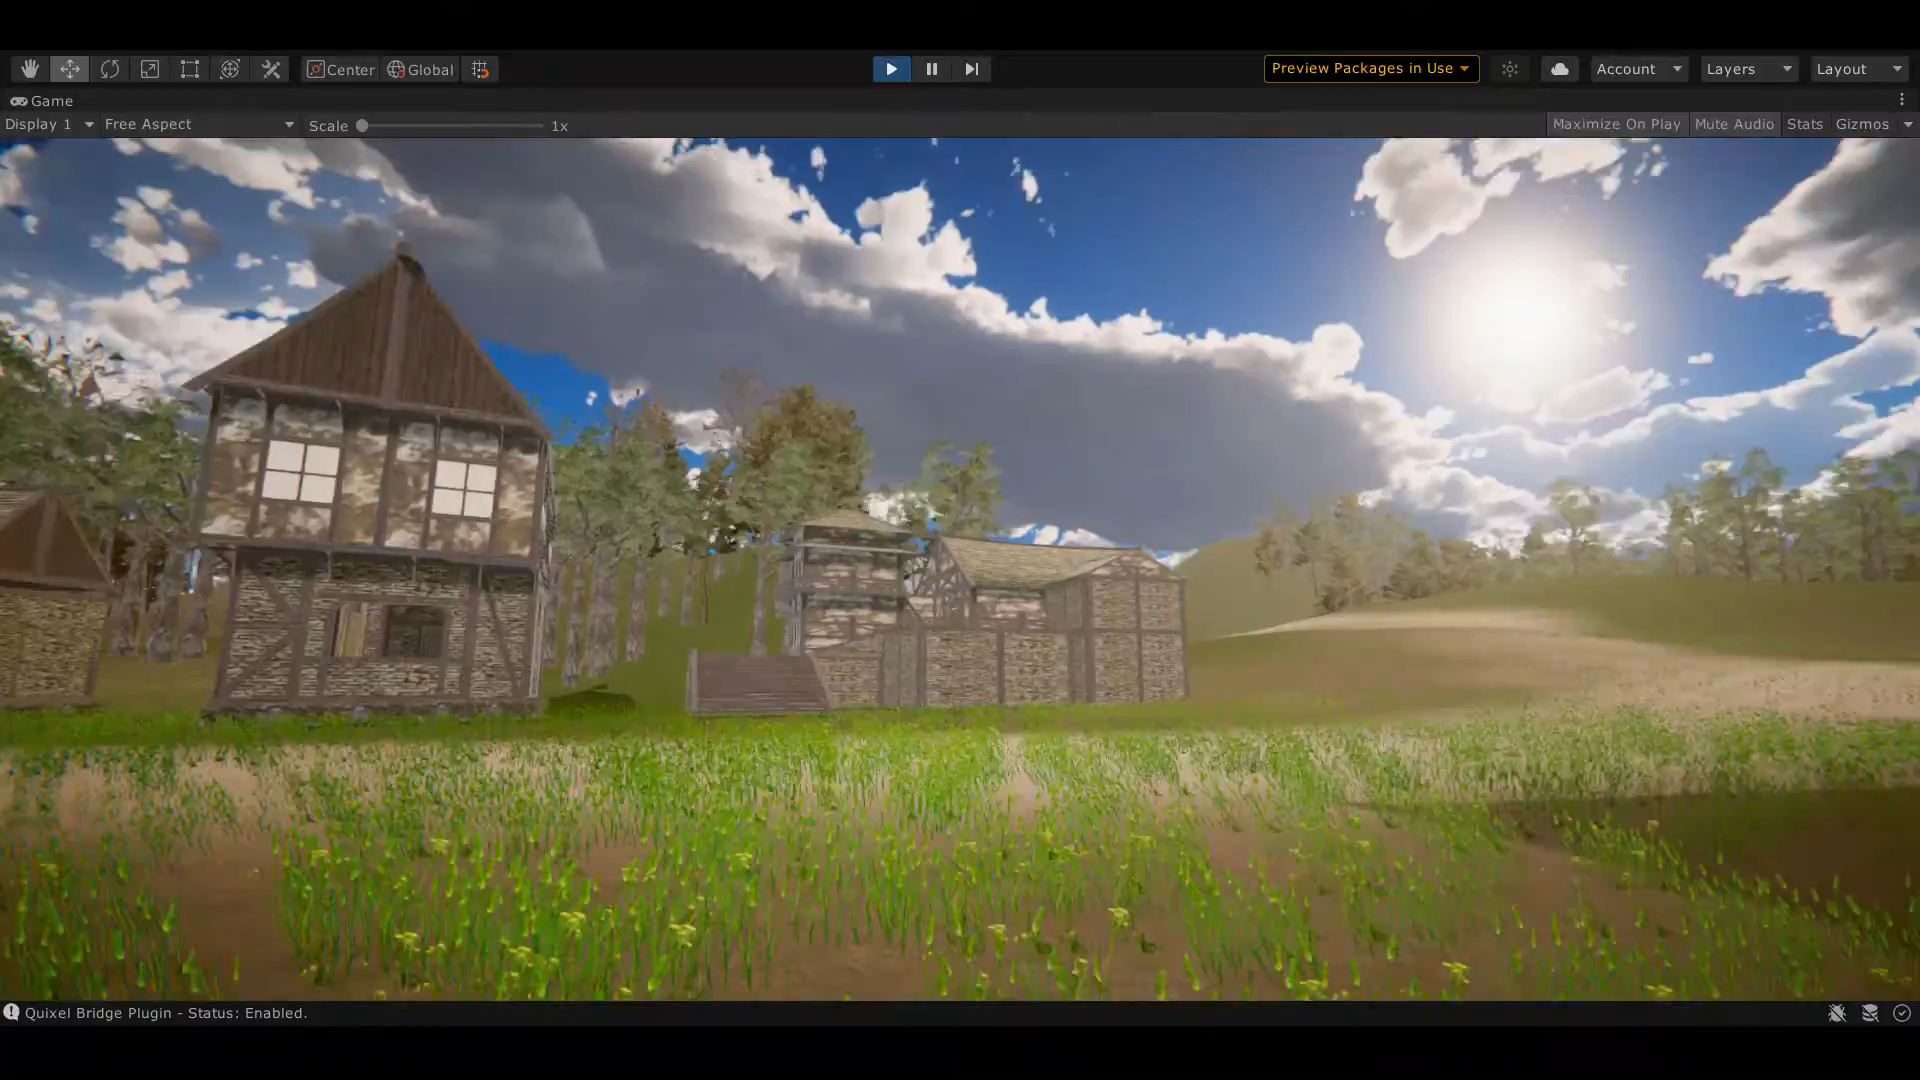 Center Global Preview Packages in Use Account Layers Layout
Game
Display 1 Free Aspect Scale 1x Maximize On Play Mute Audio Stats Gizmos
Quixel Bridge Plugin - Status: Enabled.